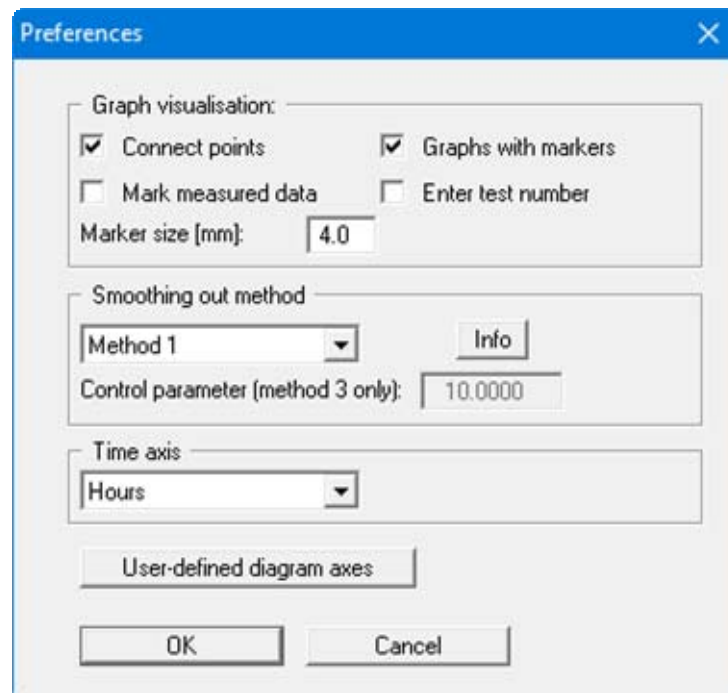 Preferences
Graph visualisation:
Connect points
Graphs with markers
Mark measured data
Enter test number
Marker size [mm]: 4.0
Smoothing out method
Method 1
Info
Control parameter (method 3 only): 10.0000
Time axis
Hours
User-defined diagram axes
OK
Cancel